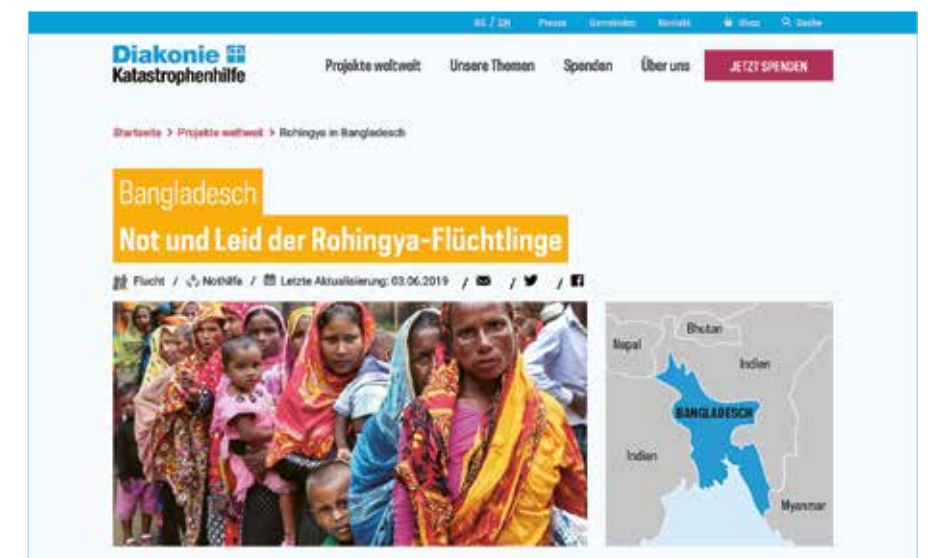 DE / EN Presse Gemeinden Kontakt Shop Suche
Diakonie
Katastrophenhilfe
Projekte weltweit Unsere Themen Spenden Über uns JETZT SPENDEN
Startseite > Projekte weltweit > Rohingya in Bangladesch
Bangladesch
Not und Leid der Rohingya-Flüchtlinge
Flucht / Nothilfe / Letzte Aktualisierung: 03.06.2019 / / /
Nepal
Bhutan
Indien
BANGLADESCH
Indien
Myanmar